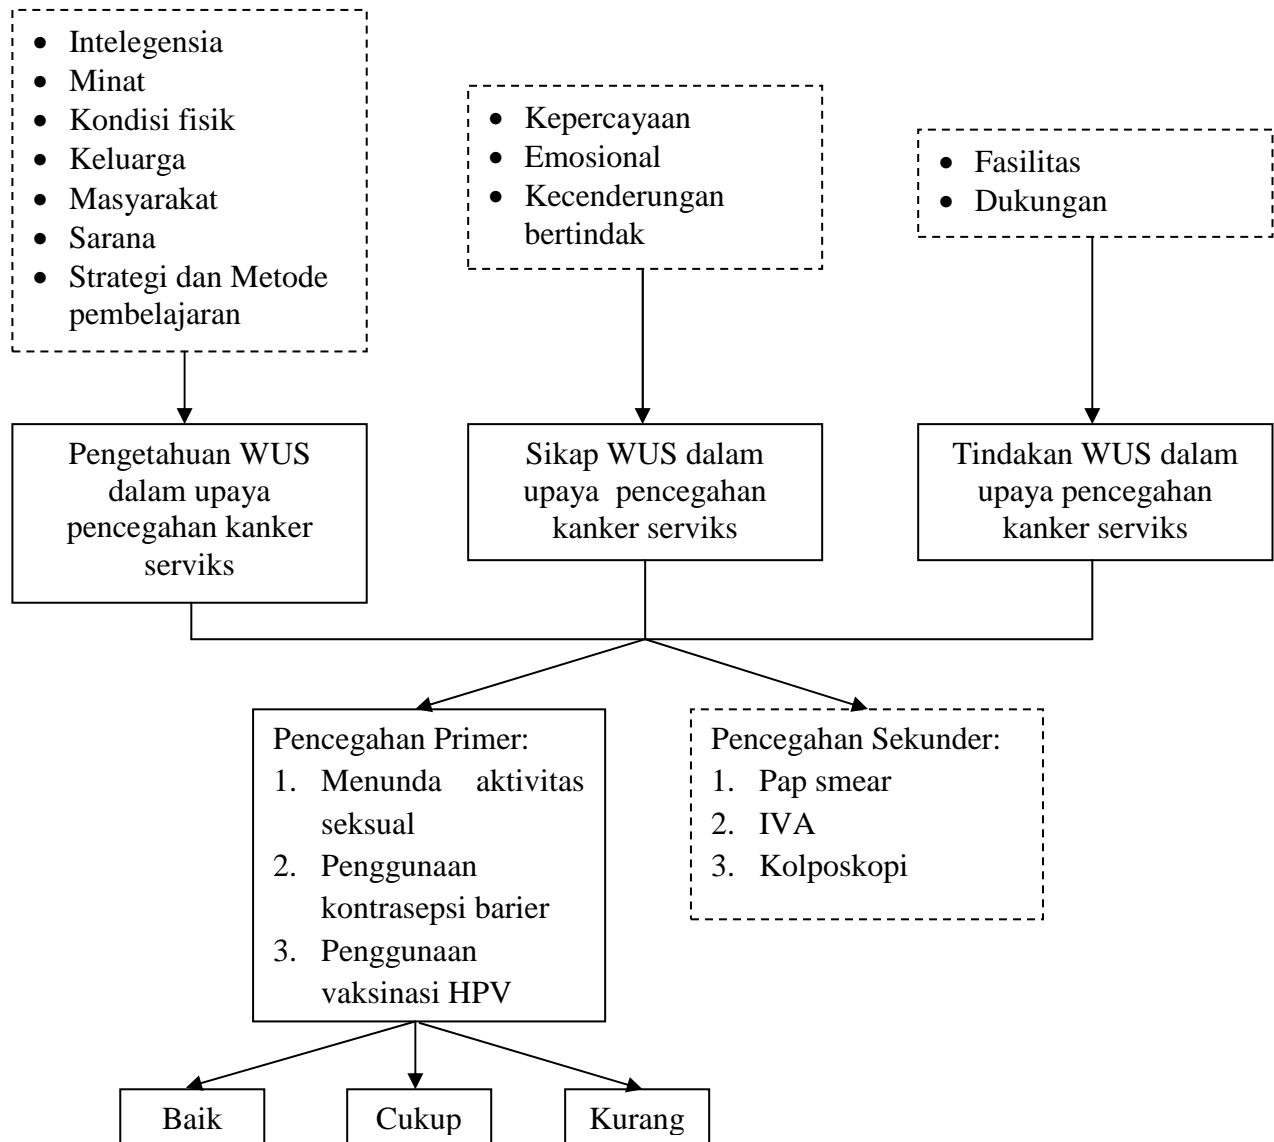 • Intelegensia
• Minat
• Kondisi fisik
• Keluarga
• Masyarakat
• Sarana
• Strategi dan Metode
pembelajaran
• Kepercayaan
• Emosional
• Kecenderungan
bertindak
• Fasilitas
• Dukungan
Pengetahuan WUS
dalam upaya
pencegahan kanker
serviks
Sikap WUS dalam
upaya pencegahan
kanker serviks
Tindakan WUS dalam
upaya pencegahan
kanker serviks
Pencegahan Primer:
1. Menunda aktivitas
seksual
2. Penggunaan
kontrasepsi barier
3. Penggunaan
vaksinasi HPV
Pencegahan Sekunder:
1. Pap smear
2. IVA
3. Kolposkopi
Baik
Cukup
Kurang